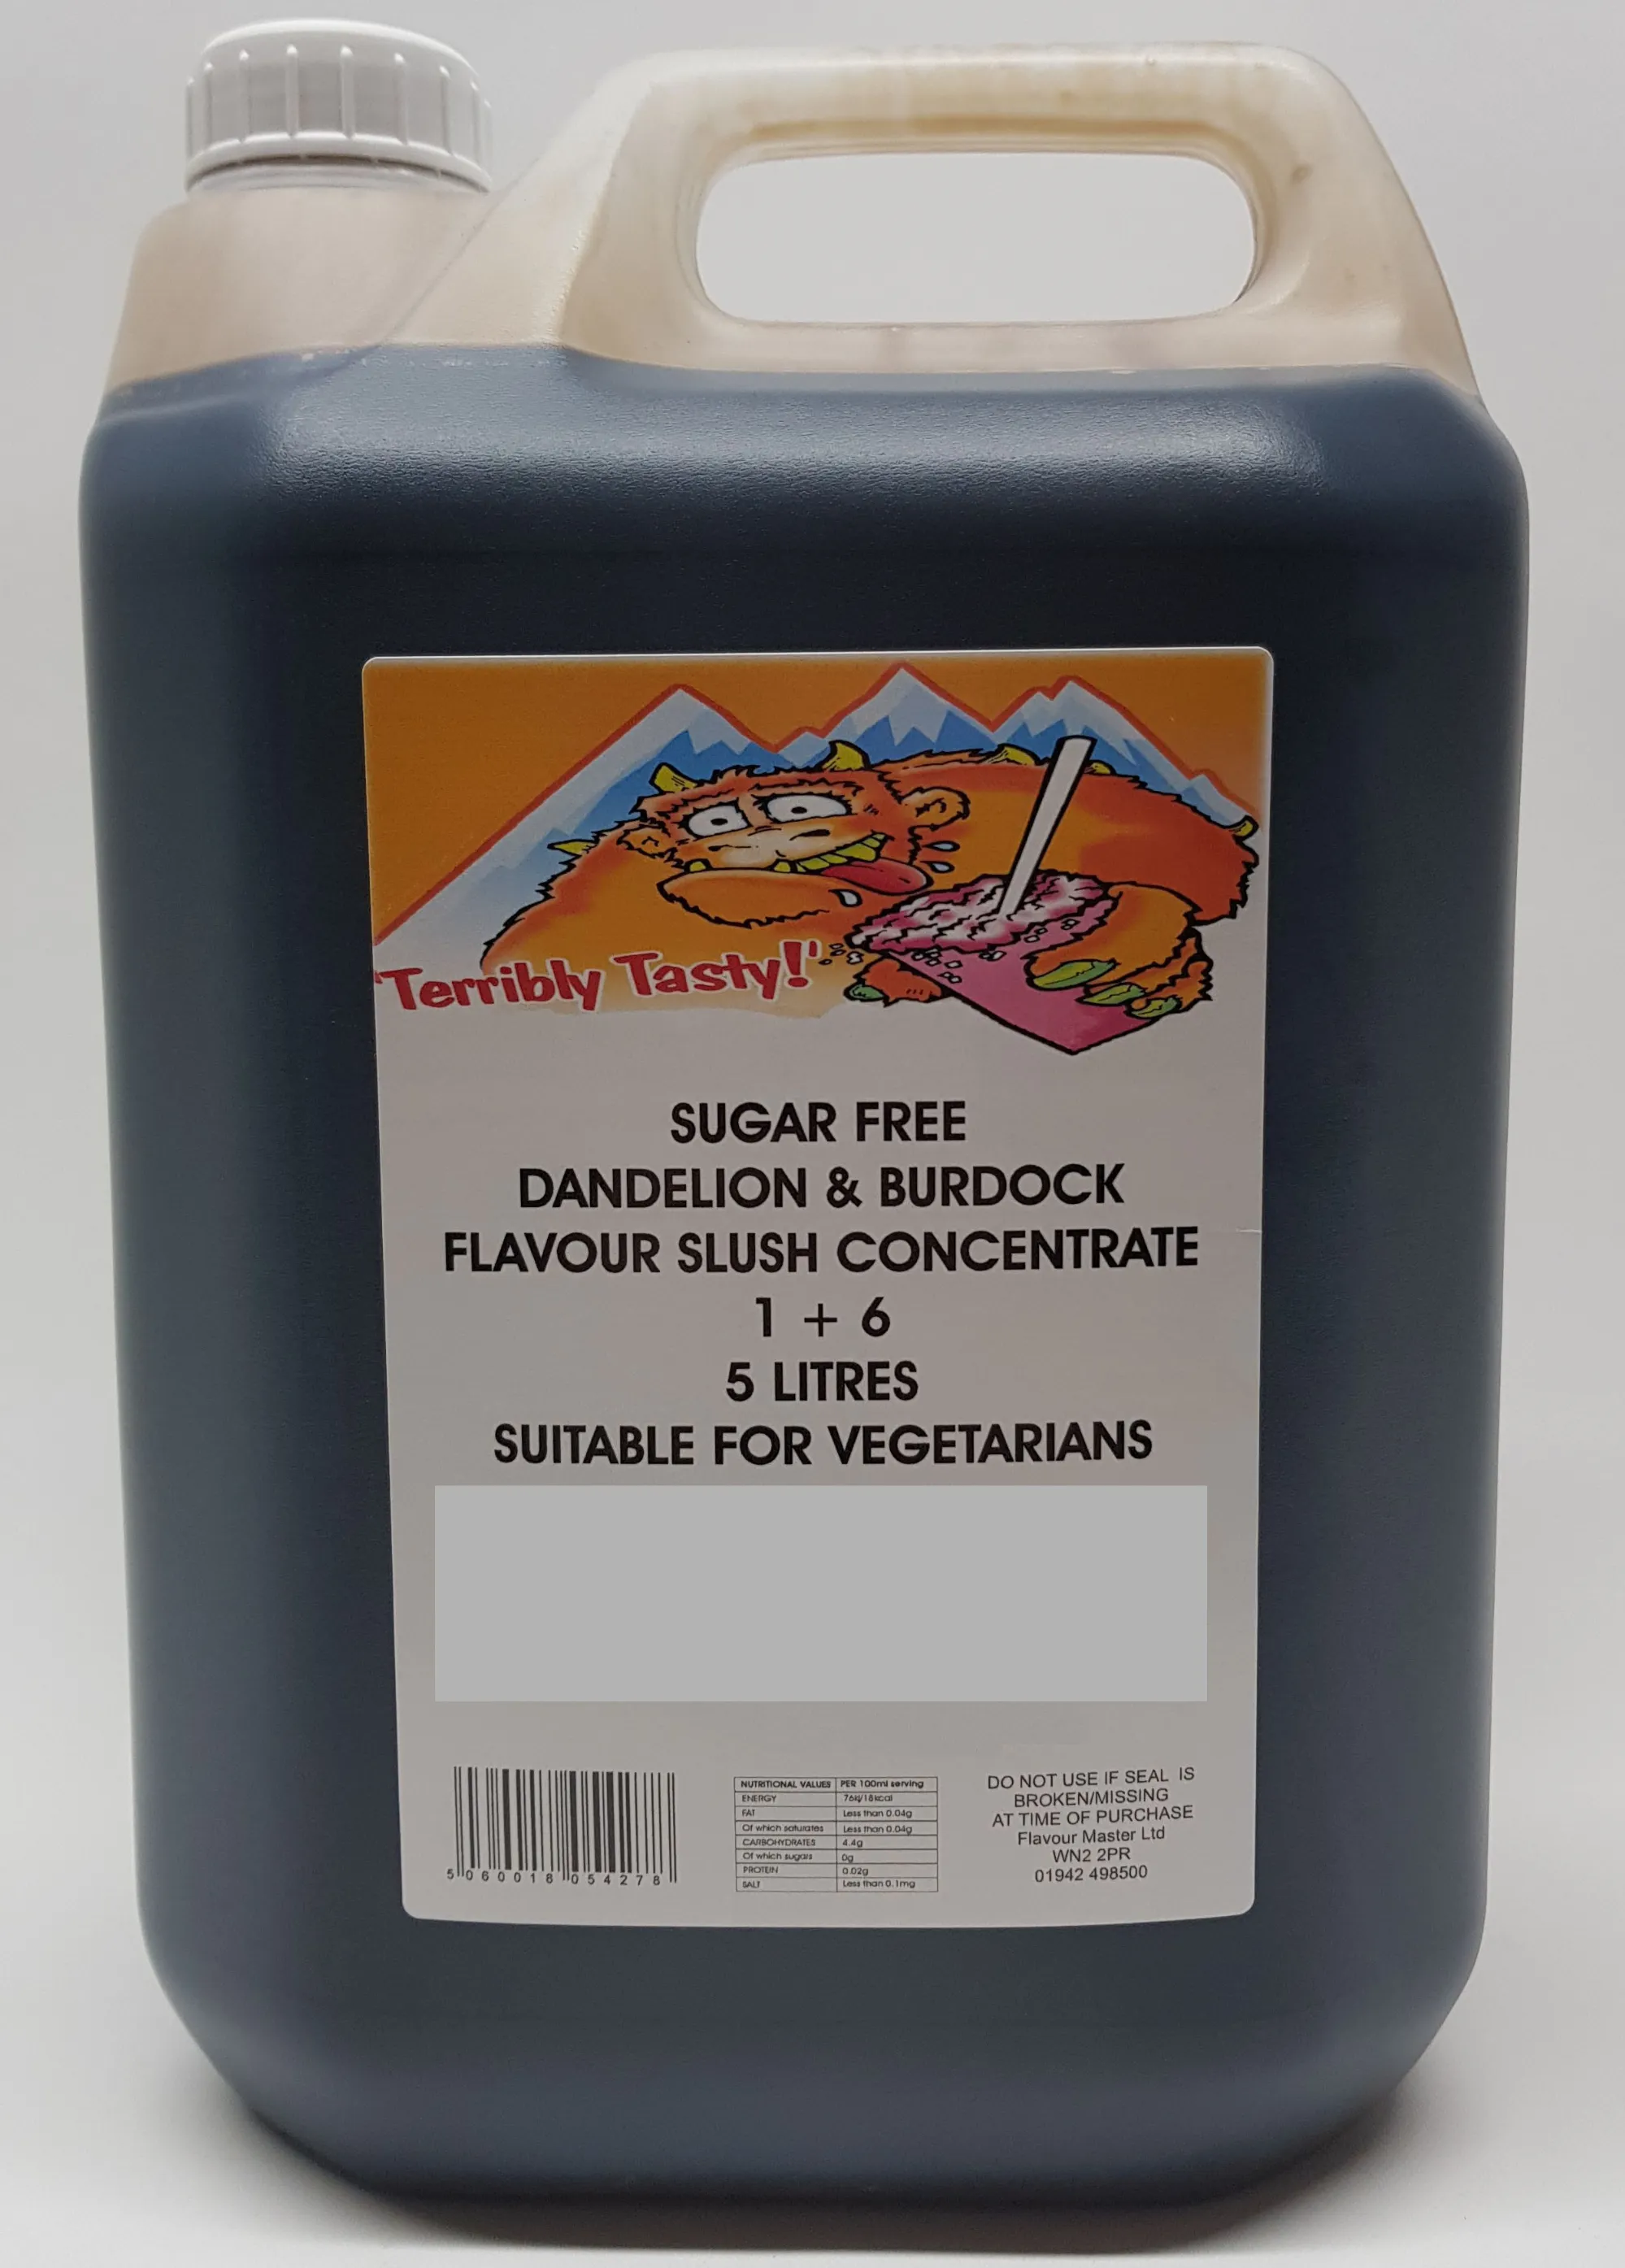 'Terribly Tasty!'
SUGAR FREE
DANDELION & BURDOCK
FLAVOUR SLUSH CONCENTRATE
1 + 6
5 LITRES
SUITABLE FOR VEGETARIANS
5 060018 054278
NUTRITIONAL VALUES PER 100ml serving
ENERGY 76kj/18kcal
FAT Less than 0.04g
Of which saturates Less than 0.04g
CARBOHYDRATES 4.4g
Of which sugars 0g
PROTEIN 0.02g
SALT Less than 0.1mg
DO NOT USE IF SEAL IS
BROKEN/MISSING
AT TIME OF PURCHASE
Flavour Master Ltd
WN2 2PR
01942 498500